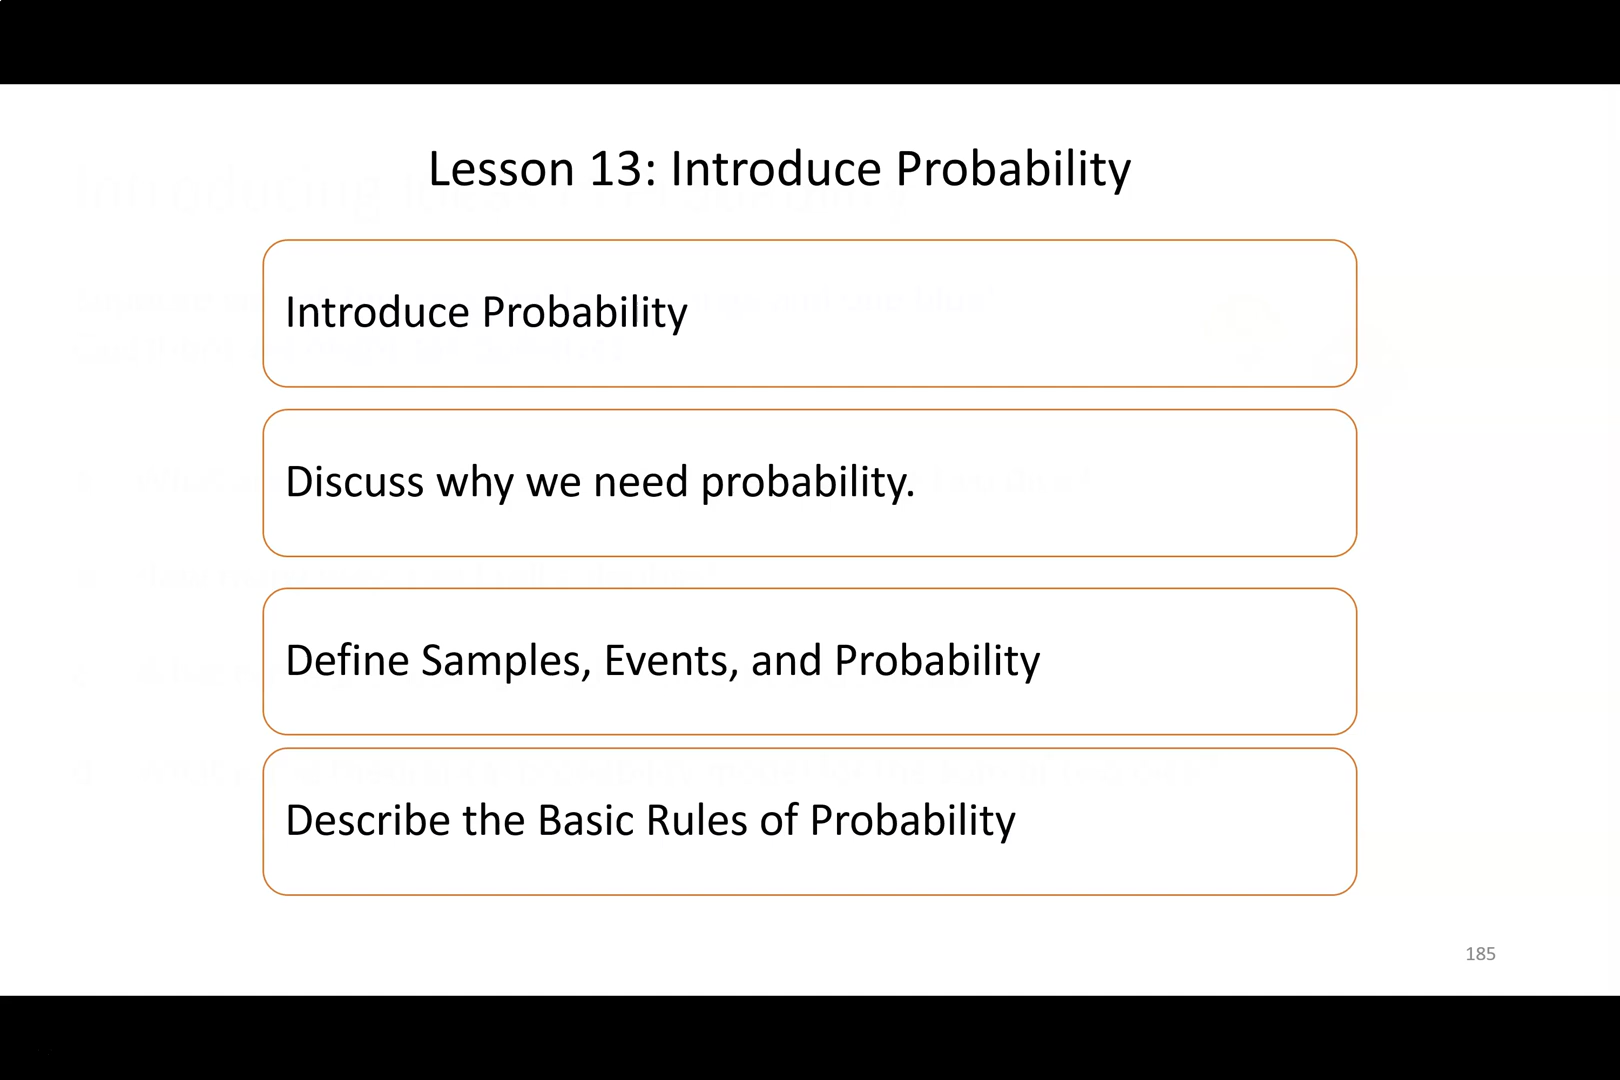 Lesson 13: Introduce Probability
Introduce Probability
Discuss why we need probability.
Define Samples, Events, and Probability
Describe the Basic Rules of Probability
185